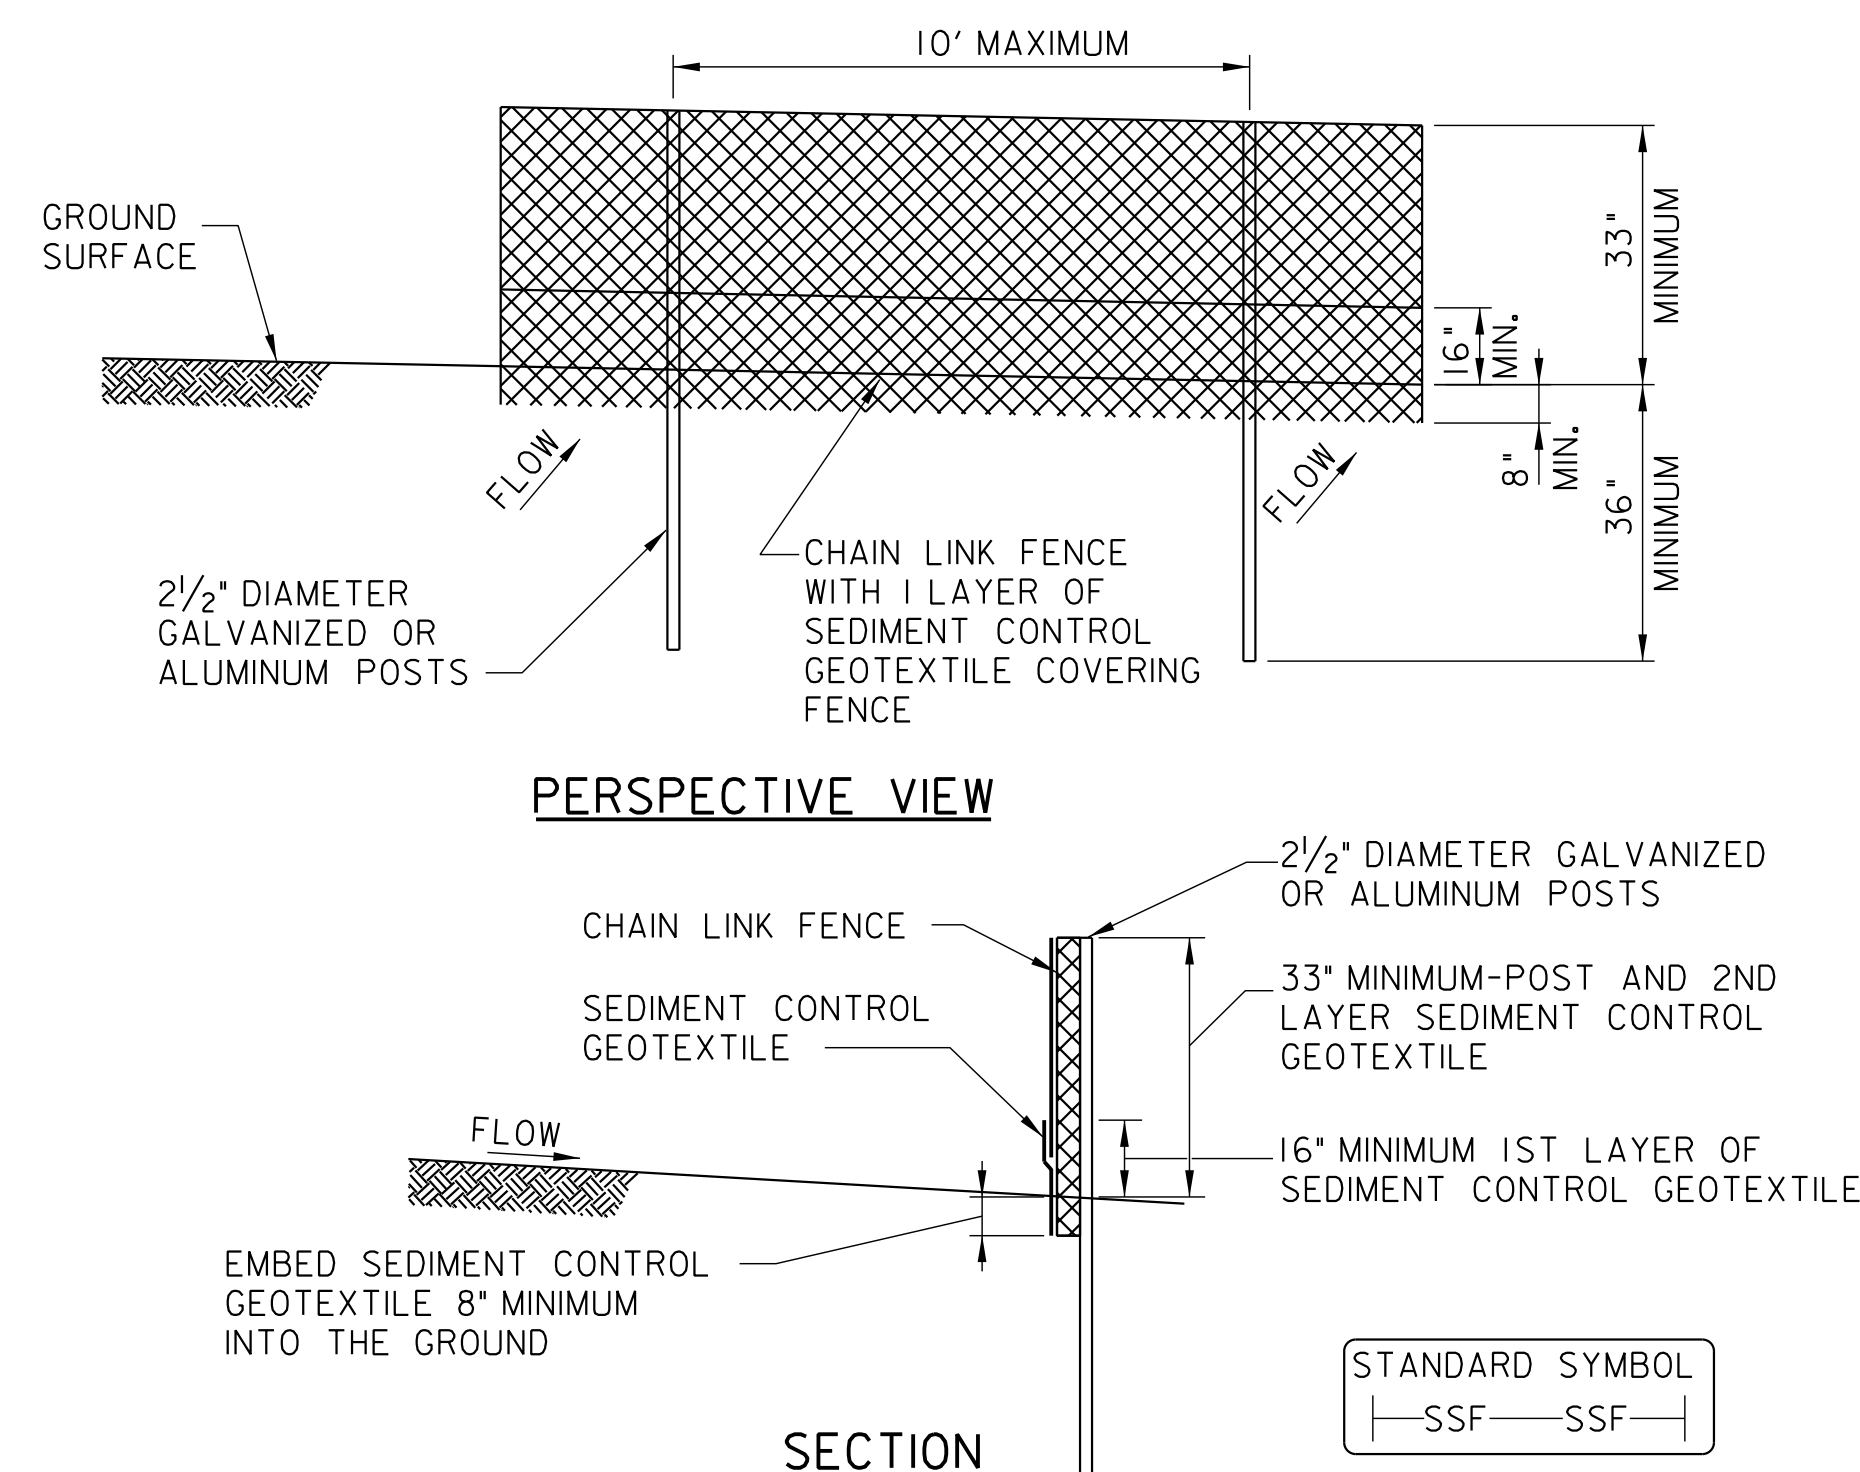 10' MAXIMUM
GROUND
SURFACE
33"
MINIMUM
16"
MIN.
8"
MIN.
36"
MINIMUM
FLOW
FLOW
2 1/2" DIAMETER
GALVANIZED OR
ALUMINUM POSTS
CHAIN LINK FENCE
WITH 1 LAYER OF
SEDIMENT CONTROL
GEOTEXTILE COVERING
FENCE
PERSPECTIVE VIEW
2 1/2" DIAMETER GALVANIZED
OR ALUMINUM POSTS
CHAIN LINK FENCE
SEDIMENT CONTROL
GEOTEXTILE
33" MINIMUM-POST AND 2ND
LAYER SEDIMENT CONTROL
GEOTEXTILE
FLOW
16" MINIMUM 1ST LAYER OF
SEDIMENT CONTROL GEOTEXTILE
EMBED SEDIMENT CONTROL
GEOTEXTILE 8" MINIMUM
INTO THE GROUND
SECTION
STANDARD SYMBOL
SSF SSF